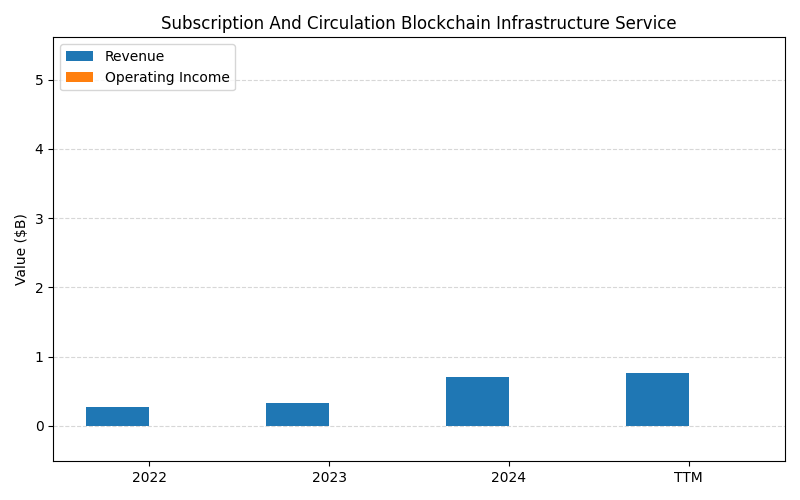 Subscription And Circulation Blockchain Infrastructure Service
Revenue
Operating Income
Value ($B)
5
4
3
2
1
0
2022 2023 2024 TTM